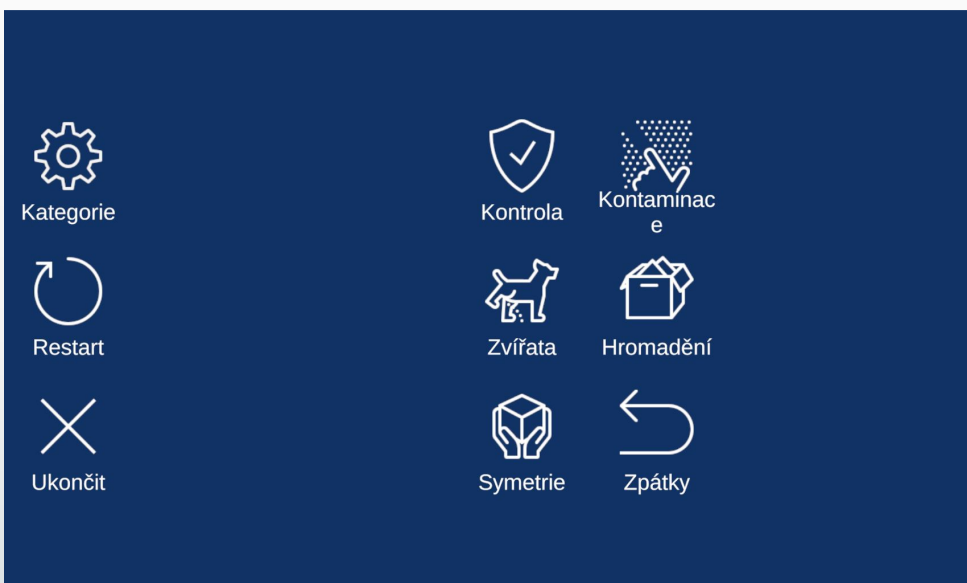 Kategorie
Kontrola
Kontaminac
e
Restart
Zvířata
Hromadění
Ukončit
Symetrie
Zpátky